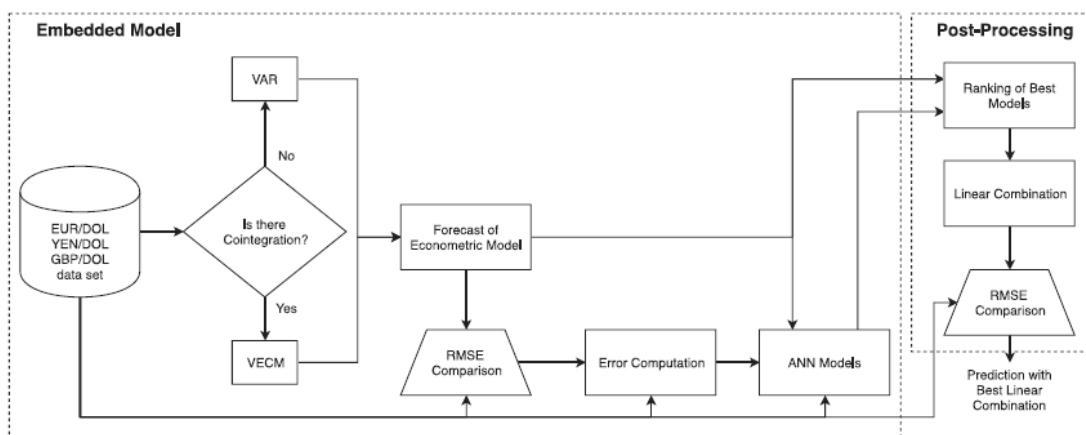 Embedded Model
Post-Processing
VAR
No
EUR/DOL
YEN/DOL
GBP/DOL
data set
Is there
Cointegration?
Yes
VECM
Forecast of
Econometric Model
RMSE
Comparison
Error Computation
ANN Models
Ranking of Best
Models
Linear Combination
RMSE
Comparison
Prediction with
Best Linear
Combination